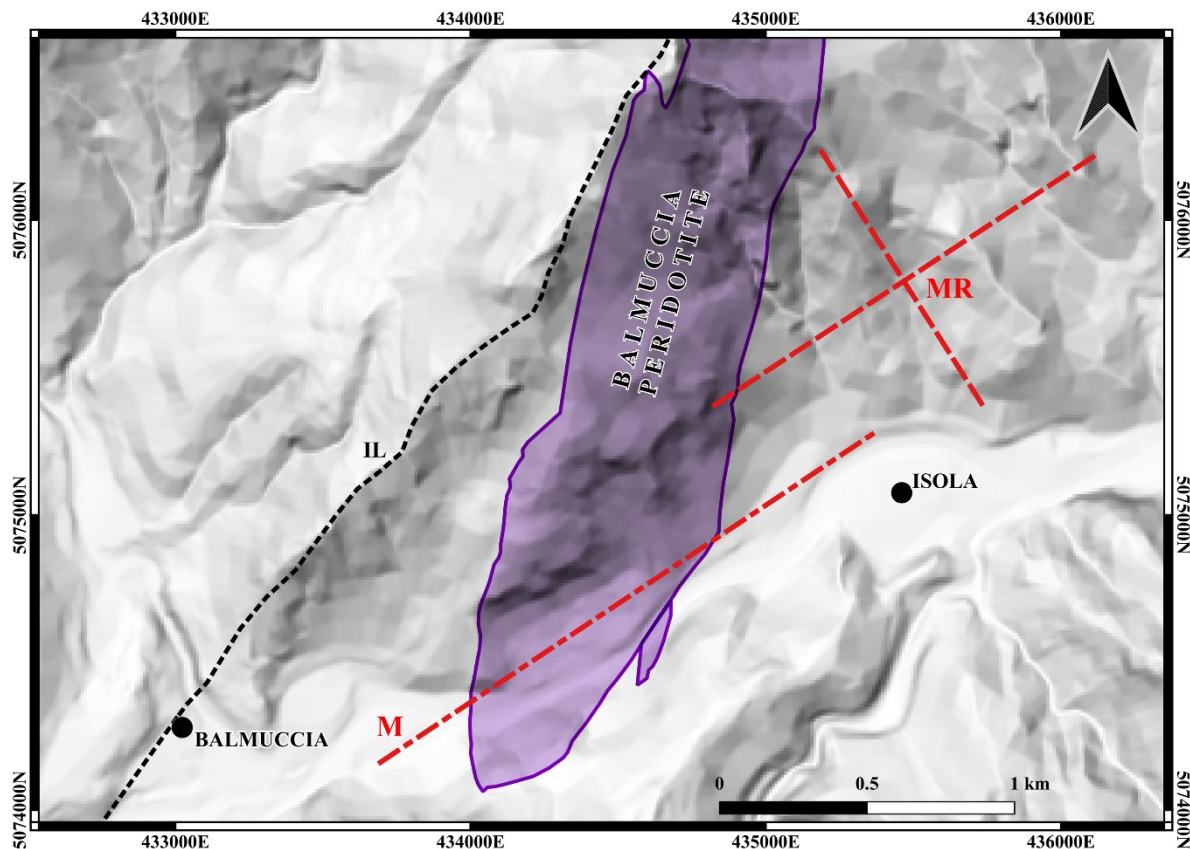 433000E 434000E 435000E 436000E
5076000N 5076000N
BALMUCCIA
PERIDOTITE
MR
IL
ISOLA
5075000N 5075000N
M
BALMUCCIA
0 0.5 1 km
5074000N 5074000N
433000E 434000E 435000E 436000E